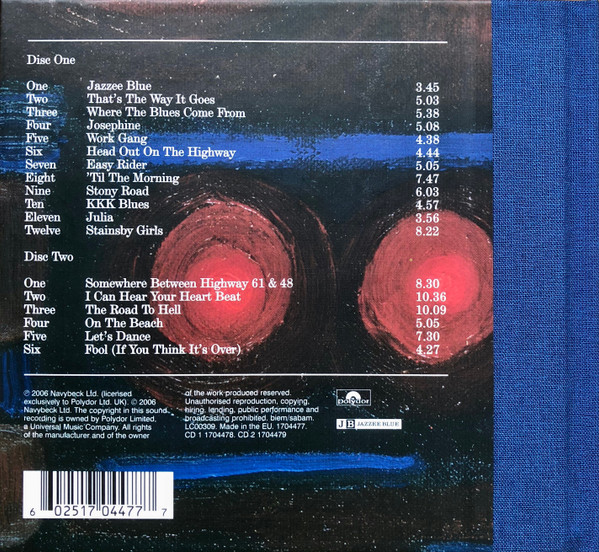 Disc One
One Jazzee Blue 3.45
Two That's The Way It Goes 5.03
Three Where The Blues Come From 5.38
Four Josephine 5.08
Five Work Gang 4.38
Six Head Out On The Highway 4.44
Seven Easy Rider 5.05
Eight 'Til The Morning 7.47
Nine Stony Road 6.03
Ten KKK Blues 4.57
Eleven Julia 3.56
Twelve Stainsby Girls 8.22
Disc Two
One Somewhere Between Highway 61 & 48 8.30
Two I Can Hear Your Heart Beat 10.36
Three The Road To Hell 10.09
Four On The Beach 5.05
Five Let's Dance 7.30
Six Fool (If You Think It's Over) 4.27
℗ 2006 Navybeck Ltd. (licensed
exclusively to Polydor Ltd. UK). © 2006
Navybeck Ltd. The copyright in this sound
recording is owned by Polydor Limited,
a Universal Music Company. All rights
of the manufacturer and of the owner
of the work produced reserved.
Unauthorised reproduction, copying,
hiring, lending, public performance and
broadcasting prohibited. biem/sabam.
LC00309. Made in the E.U. 1704477.
CD 1 1704478. CD 2 1704479
polydor
JB JAZZEE BLUE
6 02517 04477 7